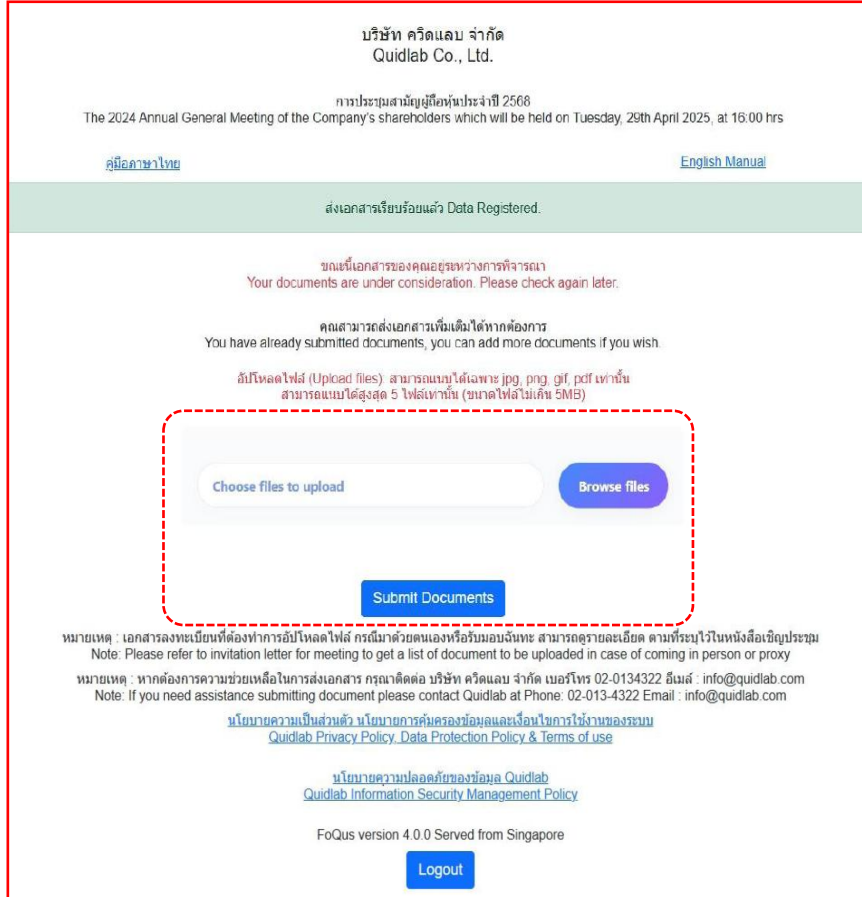 บริษัท ควิดแลบ จำกัด
Quidlab Co., Ltd.
การประชุมสามัญผู้ถือหุ้นประจำปี 2568
The 2024 Annual General Meeting of the Company's shareholders which will be held on Tuesday, 29th April 2025, at 16:00 hrs
คู่มือภาษาไทย
English Manual
ส่งเอกสารเรียบร้อยแล้ว Data Registered.
ขณะนี้เอกสารของคุณอยู่ระหว่างการพิจารณา
Your documents are under consideration. Please check again later.
คุณสามารถส่งเอกสารเพิ่มเติมได้หากต้องการ
You have already submitted documents, you can add more documents if you wish.
อัปโหลดไฟล์ (Upload files): สามารถแนบได้เฉพาะ jpg, png, gif, pdf เท่านั้น
สามารถแนบได้สูงสุด 5 ไฟล์เท่านั้น (ขนาดไฟล์ไม่เกิน 5MB)
Choose files to upload
Browse files
Submit Documents
หมายเหตุ : เอกสารลงทะเบียนที่ต้องทำการอัปโหลดไฟล์ กรณีมาด้วยตนเองหรือรับมอบฉันทะ สามารถดูรายละเอียด ตามที่ระบุไว้ในหนังสือเชิญประชุม
Note: Please refer to invitation letter for meeting to get a list of document to be uploaded in case of coming in person or proxy
หมายเหตุ : หากต้องการความช่วยเหลือในการส่งเอกสาร กรุณาติดต่อ บริษัท ควิดแลบ จำกัด เบอร์โทร 02-0134322 อีเมล์ : info@quidlab.com
Note: If you need assistance submitting document please contact Quidlab at Phone: 02-013-4322 Email : info@quidlab.com
นโยบายความเป็นส่วนตัว นโยบายการคุ้มครองข้อมูลและเงื่อนไขการใช้งานของระบบ
Quidlab Privacy Policy, Data Protection Policy & Terms of use
นโยบายความปลอดภัยของข้อมูล Quidlab
Quidlab Information Security Management Policy
FoQus version 4.0.0 Served from Singapore
Logout